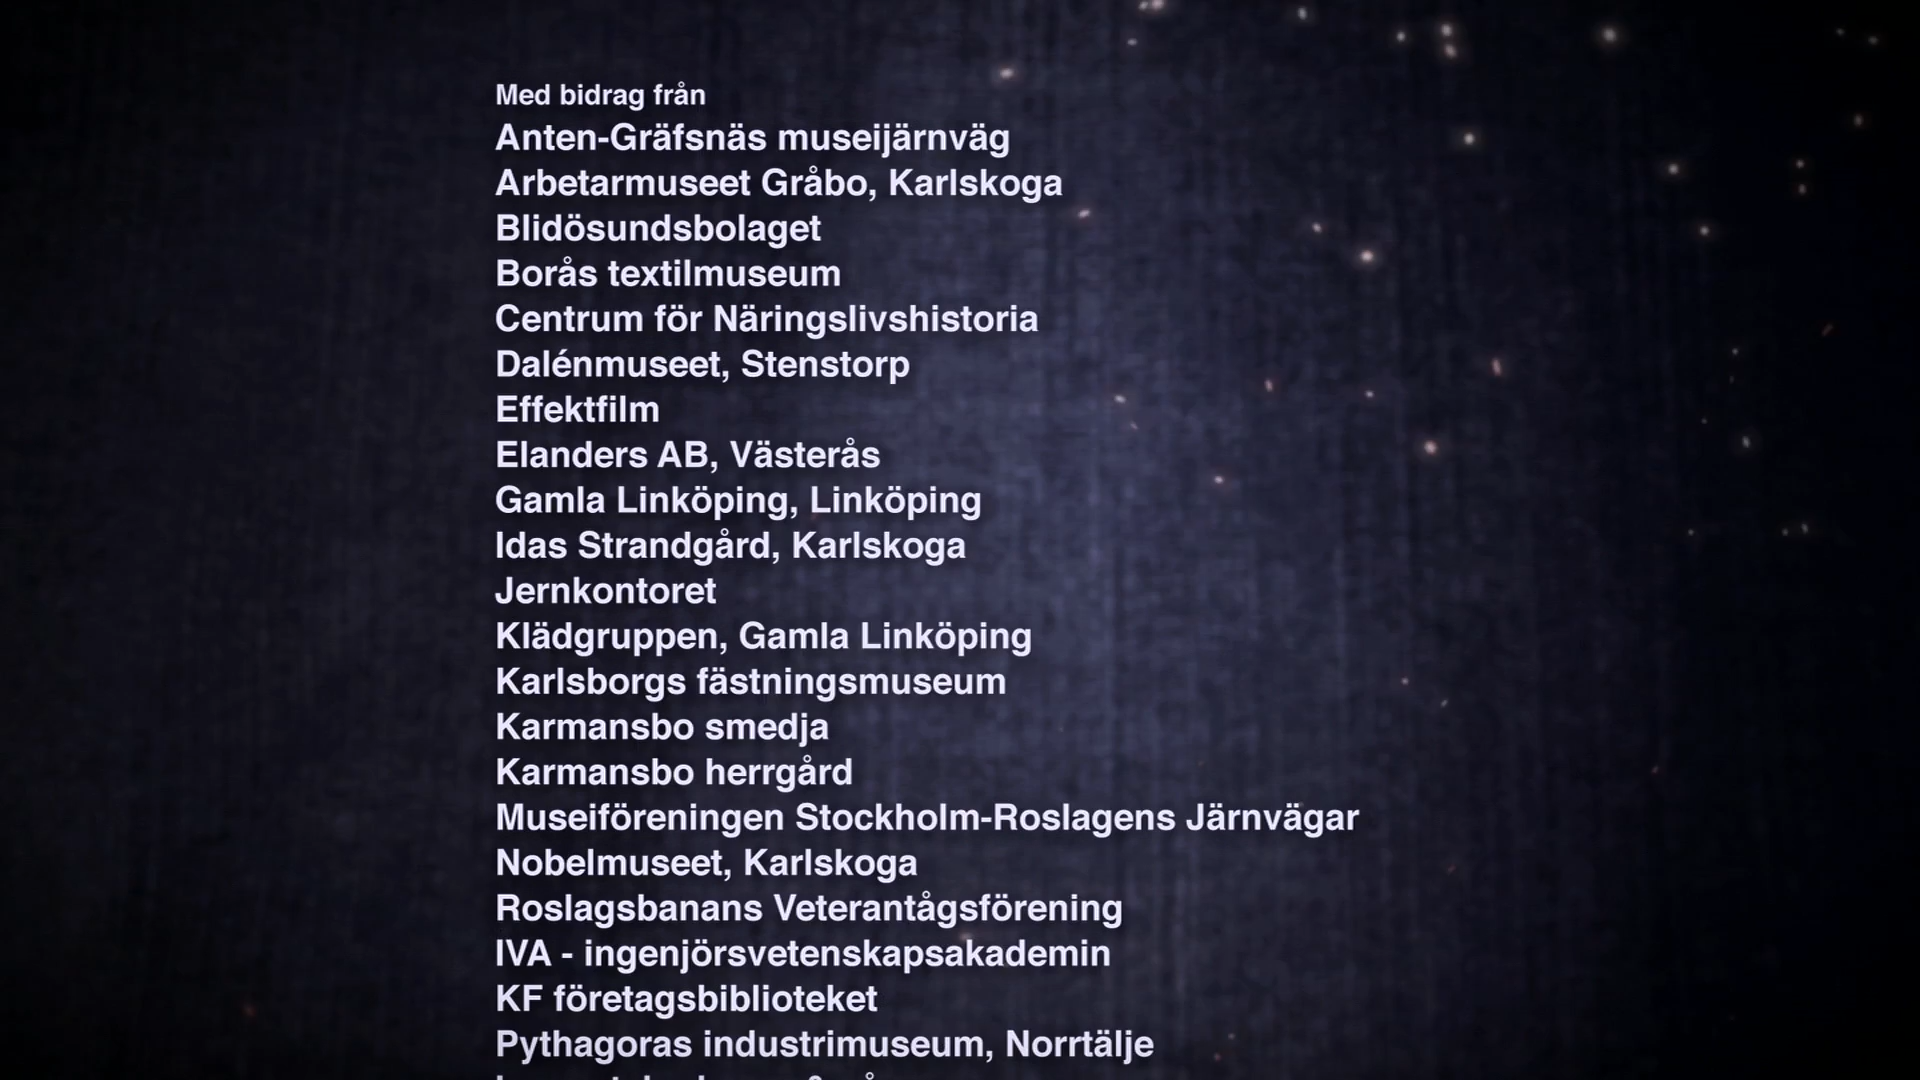 Med bidrag från
Anten-Gräfsnäs museijärnväg
Arbetarmuseet Gråbo, Karlskoga
Blidösundsbolaget
Borås textilmuseum
Centrum för Näringslivshistoria
Dalénmuseet, Stenstorp
Effektfilm
Elanders AB, Västerås
Gamla Linköping, Linköping
Idas Strandgård, Karlskoga
Jernkontoret
Klädgruppen, Gamla Linköping
Karlsborgs fästningsmuseum
Karmansbo smedja
Karmansbo herrgård
Museiföreningen Stockholm-Roslagens Järnvägar
Nobelmuseet, Karlskoga
Roslagsbanans Veterantågsförening
IVA - ingenjörsvetenskapsakademin
KF företagsbiblioteket
Pythagoras industrimuseum, Norrtälje